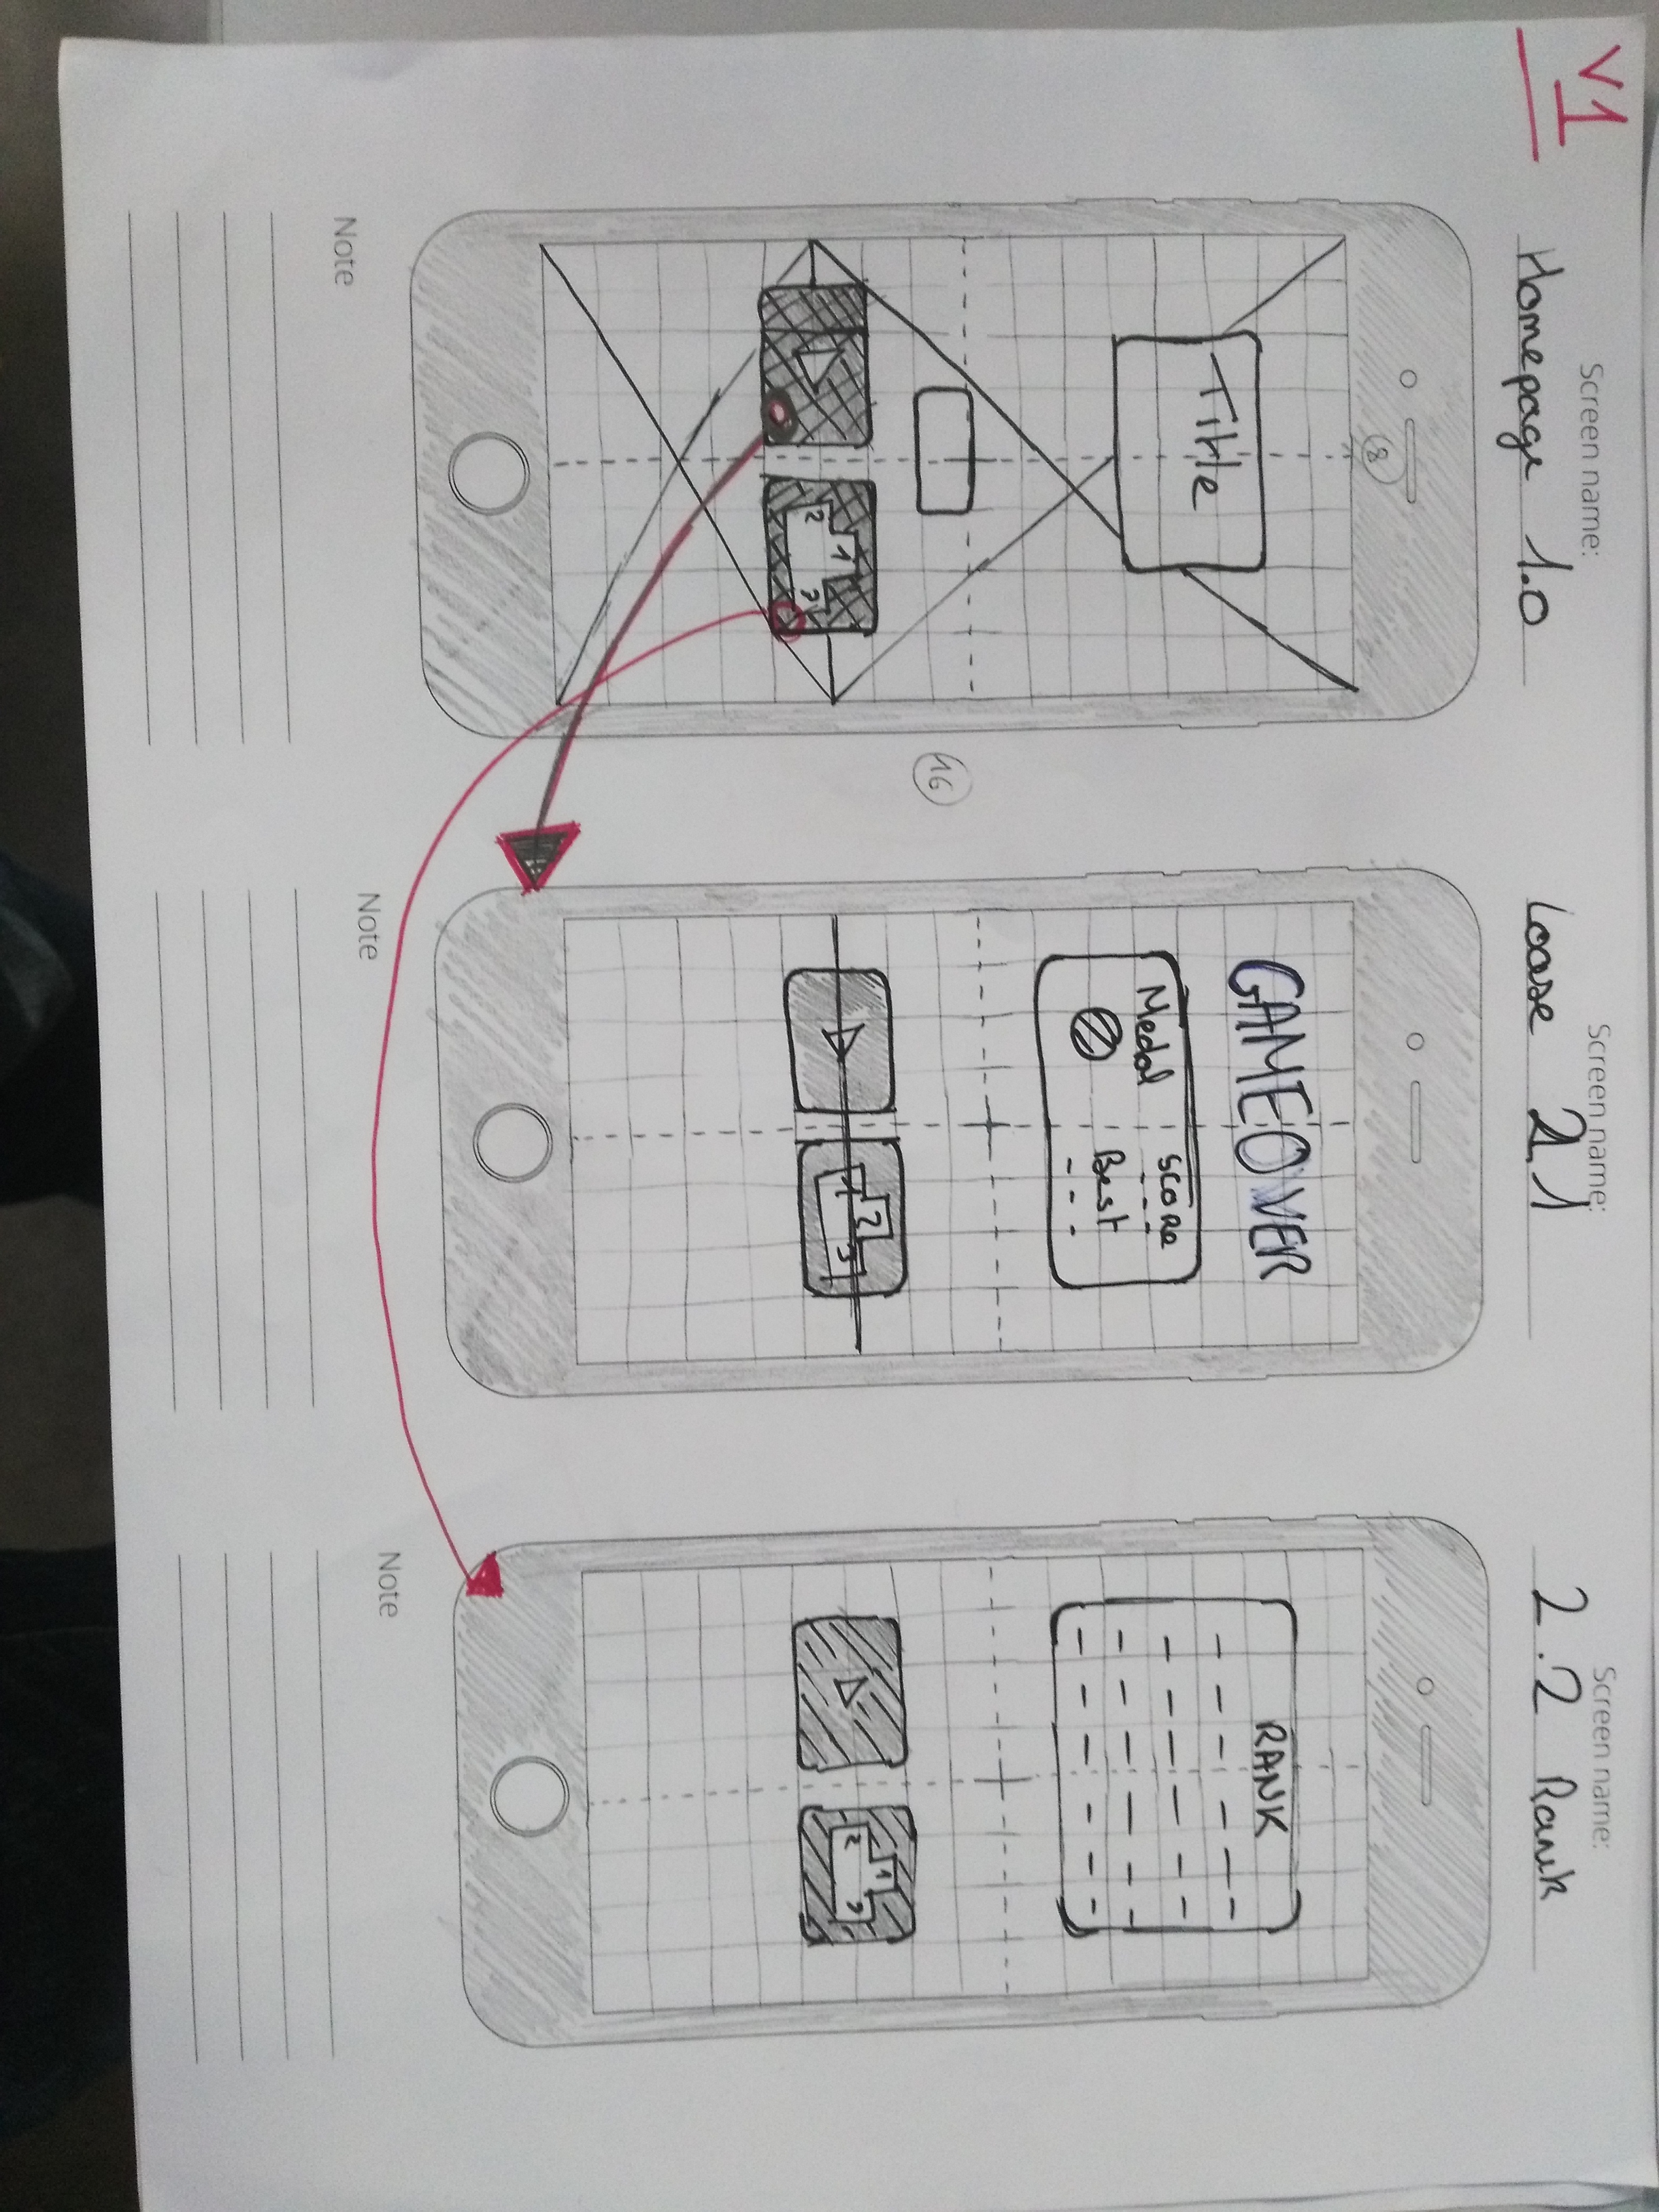 V1
Screen name:
Homepage 1.0
8
Title
2 1 3
16
Note
Screen name:
Loose 2.1
GAMEOVER
Medal
score
Best
1 2 3
Note
Screen name:
2.2 Rank
RANK
2 1 3
Note